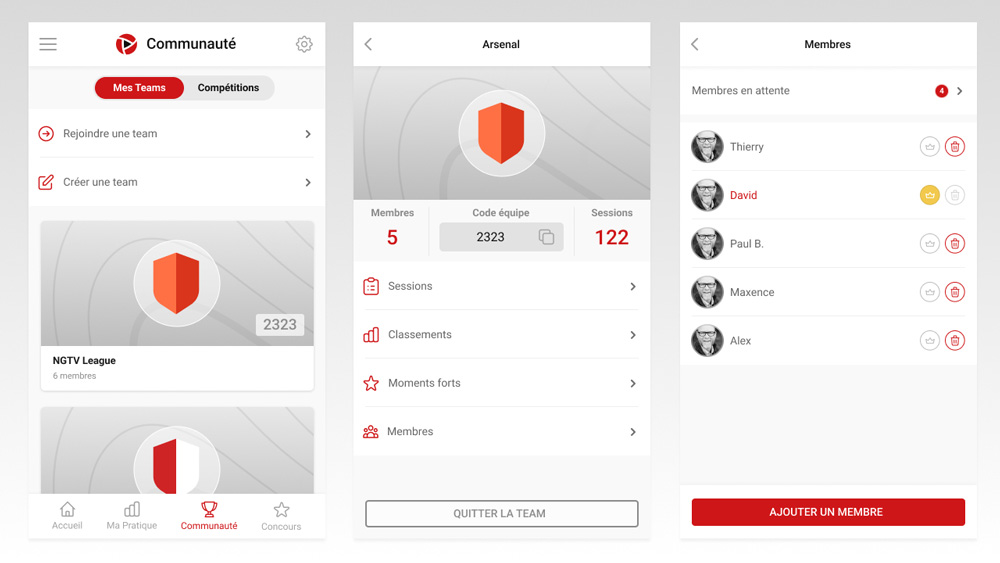 Communauté
Mes Teams
Compétitions
Rejoindre une team
Créer une team
2323
NGTV League
6 membres
Accueil
Ma Pratique
Communauté
Concours
Arsenal
Membres
5
Code équipe
2323
Sessions
122
Sessions
Classements
Moments forts
Membres
QUITTER LA TEAM
Membres
Membres en attente
4
Thierry
David
Paul B.
Maxence
Alex
AJOUTER UN MEMBRE